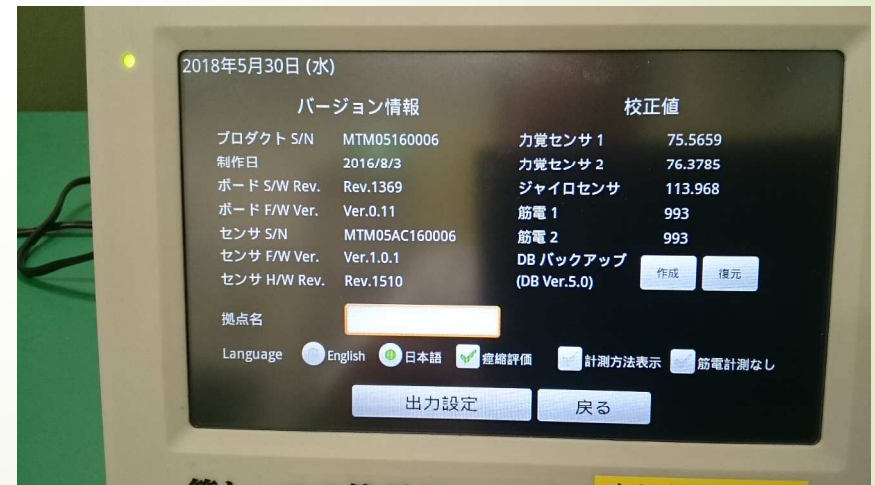 2018年5月30日 (水)
バージョン情報
プロダクト S/N MTM05160006
制作日 2016/8/3
ボード S/W Rev. Rev.1369
ボード F/W Ver. Ver.0.11
センサ S/N MTM05AC160006
センサ F/W Ver. Ver.1.0.1
センサ H/W Rev. Rev.1510
校正値
力覚センサ 1 75.5659
力覚センサ 2 76.3785
ジャイロセンサ 113.968
筋電 1 993
筋電 2 993
DB バックアップ
(DB Ver.5.0) 作成 復元
拠点名
Language English 日本語 痙縮評価 計測方法表示 筋電計測なし
出力設定 戻る